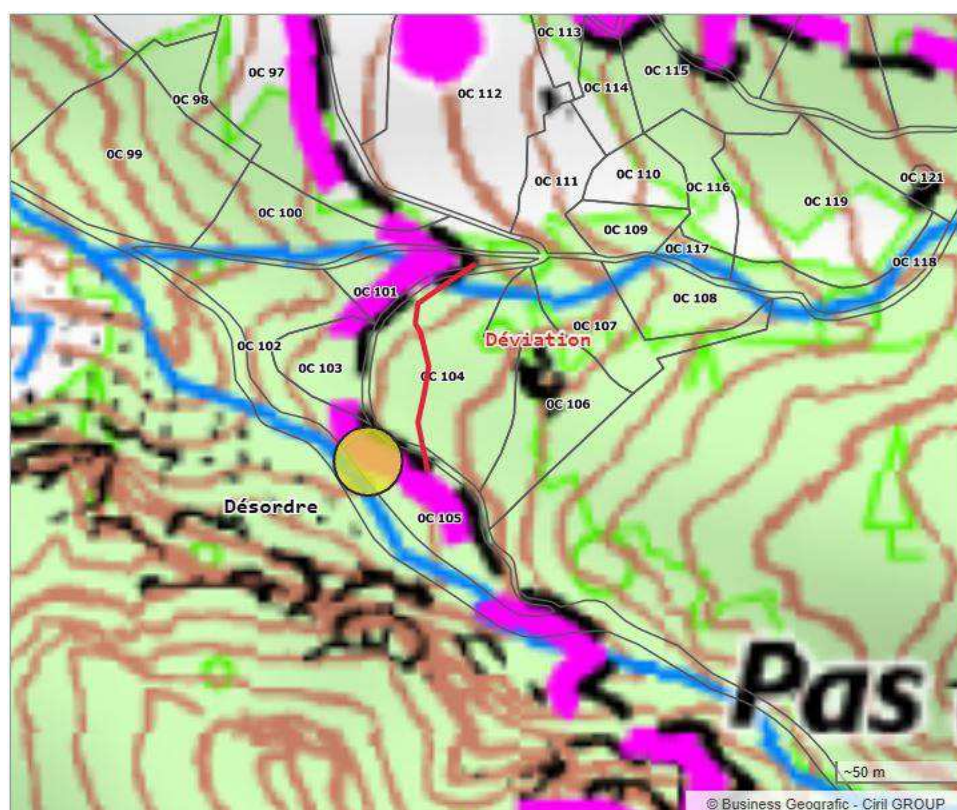 0C 113
0C 97
0C 115
0C 98
0C 112
0C 114
0C 99
0C 111
0C 110
0C 121
0C 116
0C 119
0C 100
0C 109
0C 117
0C 118
0C 101
0C 108
0C 107
Déviation
0C 102
0C 103
0C 104
0C 106
Désordre
0C 105
Pas
~50 m
© Business Geografic - Ciril GROUP